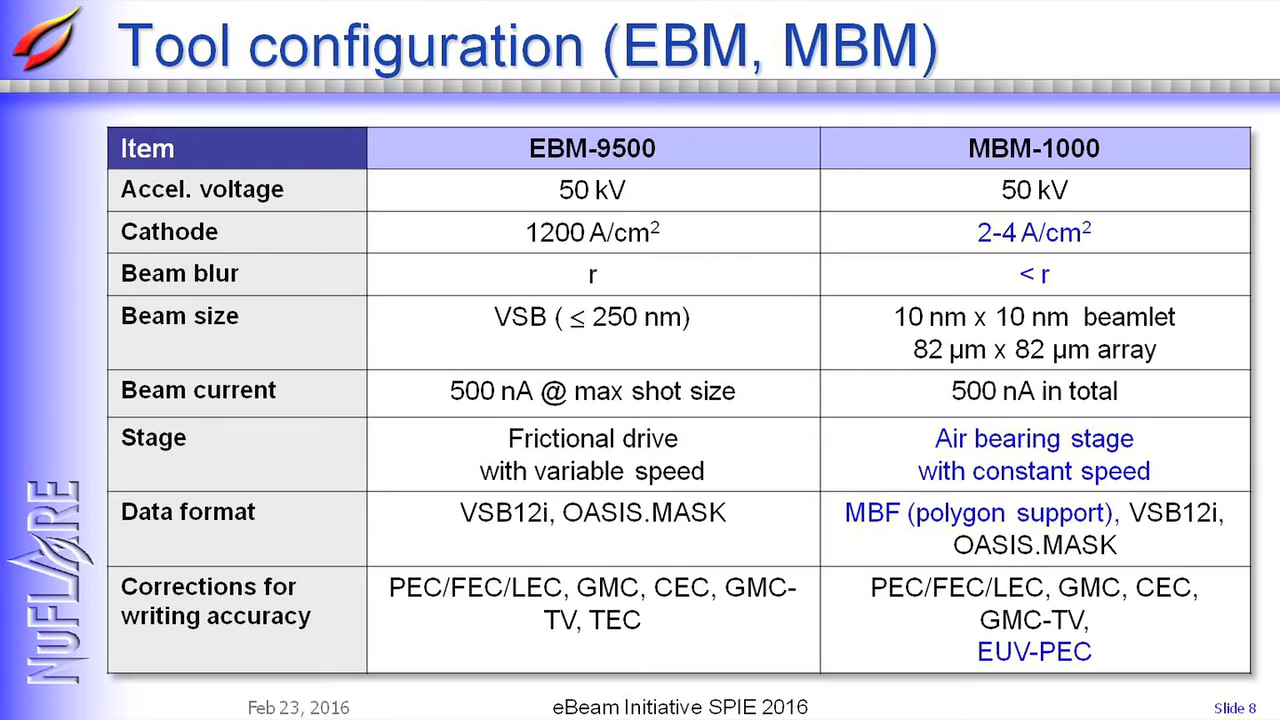 Tool configuration (EBM, MBM)
Item EBM-9500 MBM-1000
Accel. voltage 50 kV 50 kV
Cathode 1200 A/cm² 2-4 A/cm²
Beam blur r < r
Beam size VSB ( ≤ 250 nm) 10 nm x 10 nm beamlet
82 µm x 82 µm array
Beam current 500 nA @ max shot size 500 nA in total
Stage Frictional drive Air bearing stage
with variable speed with constant speed
Data format VSB12i, OASIS.MASK MBF (polygon support), VSB12i,
OASIS.MASK
Corrections for PEC/FEC/LEC, GMC, CEC, GMC- PEC/FEC/LEC, GMC, CEC,
writing accuracy TV, TEC GMC-TV,
EUV-PEC
NUFLARE
Feb 23, 2016 eBeam Initiative SPIE 2016 Slide 8